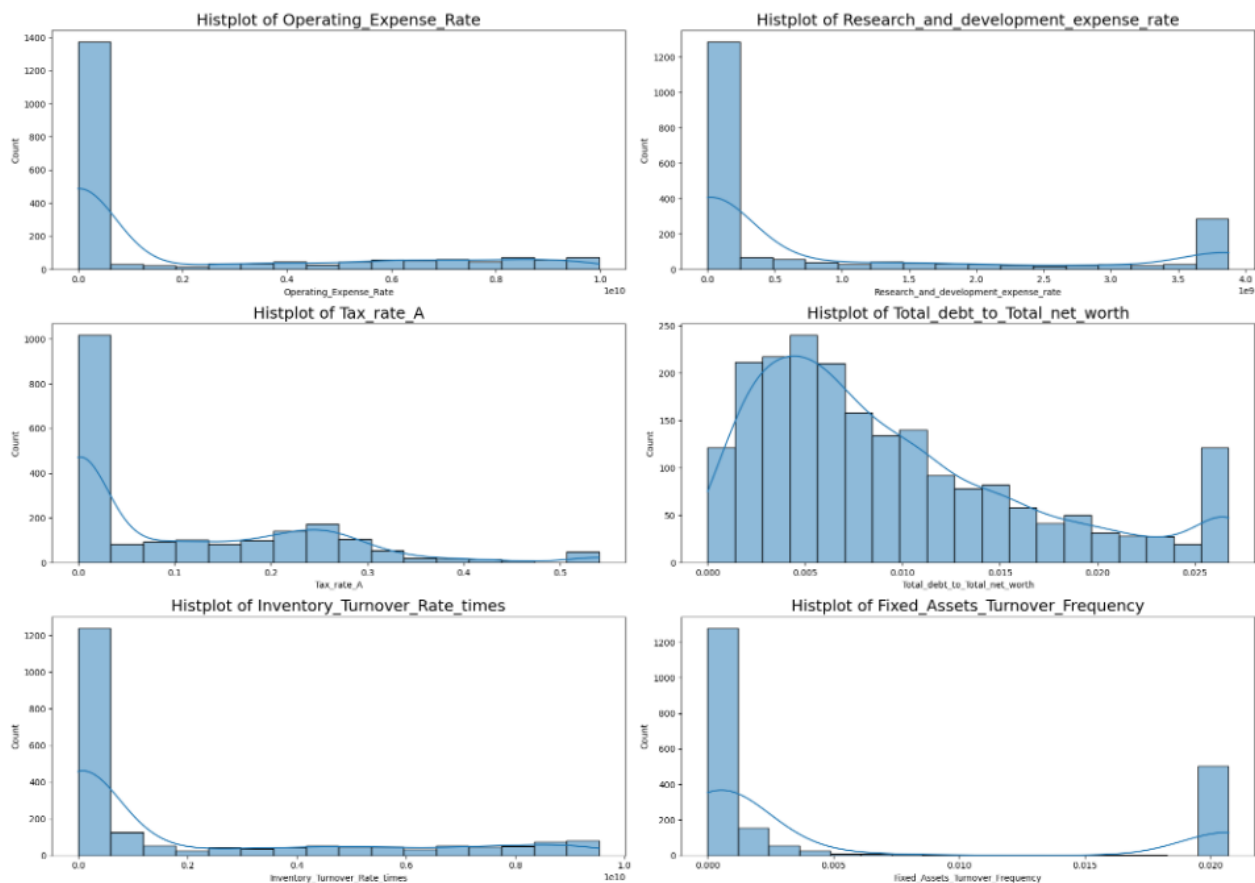 Histplot of Operating_Expense_Rate
1400
1200
1000
800
600
400
200
0
Count
0.0 0.2 0.4 0.6 0.8 1.0
1e10
Operating_Expense_Rate
Histplot of Research_and_development_expense_rate
1200
1000
800
600
400
200
0
Count
0.0 0.5 1.0 1.5 2.0 2.5 3.0 3.5 4.0
1e9
Research_and_development_expense_rate
Histplot of Tax_rate_A
1000
800
600
400
200
0
Count
0.0 0.1 0.2 0.3 0.4 0.5
Tax_rate_A
Histplot of Total_debt_to_Total_net_worth
250
200
150
100
50
0
Count
0.000 0.005 0.010 0.015 0.020 0.025
Total_debt_to_Total_net_worth
Histplot of Inventory_Turnover_Rate_times
1200
1000
800
600
400
200
0
Count
0.0 0.2 0.4 0.6 0.8 1.0
1e10
Inventory_Turnover_Rate_times
Histplot of Fixed_Assets_Turnover_Frequency
1200
1000
800
600
400
200
0
Count
0.000 0.005 0.010 0.015 0.020
Fixed_Assets_Turnover_Frequency